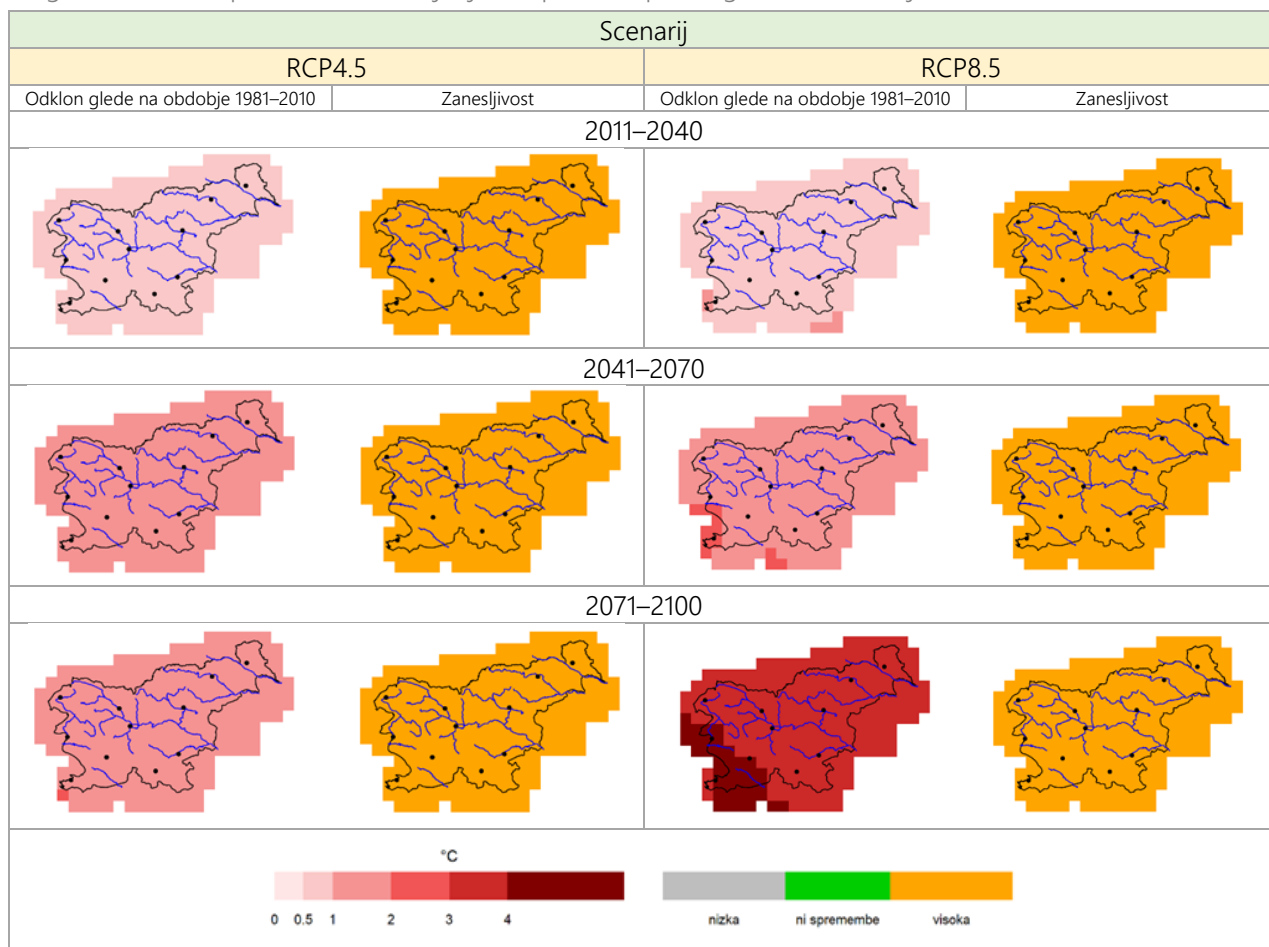 Scenarij
RCP4.5 RCP8.5
Odklon glede na obdobje 1981–2010 Zanesljivost Odklon glede na obdobje 1981–2010 Zanesljivost
2011–2040
2041–2070
2071–2100
°C
0 0.5 1 2 3 4 nizka ni spremembe visoka